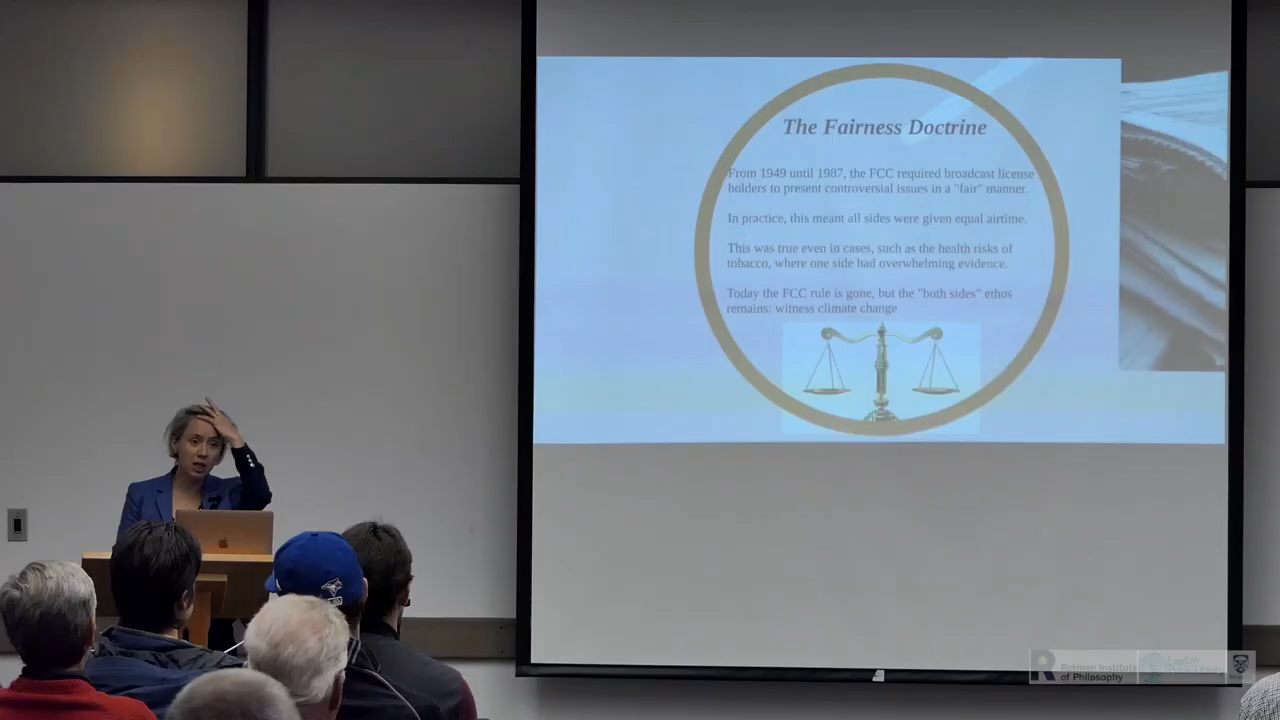 The Fairness Doctrine
From 1949 until 1987, the FCC required broadcast license
holders to present controversial issues in a "fair" manner.
In practice, this meant all sides were given equal airtime.
This was true even in cases, such as the health risks of
tobacco, where one side had overwhelming evidence.
Today the FCC rule is gone, but the "both sides" ethos
remains: witness climate change
R
Rotman Institute
of Philosophy